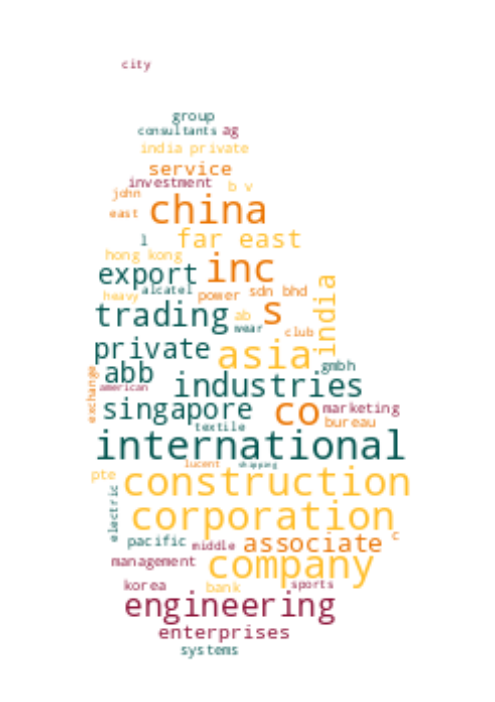 city
group
consultants ag
india private
service
investment b v
john
east china
l far east
hong kong
export inc
heavy alcatel power sdn bhd
trading ab s india
wear club
private asia
abb gmbh
exchange american industries
singapore co marketing
textile bureau
international
lucent shipping
pte construction
electric corporation
pacific middle associate c
management company
korea bank sports
engineering
enterprises
systems